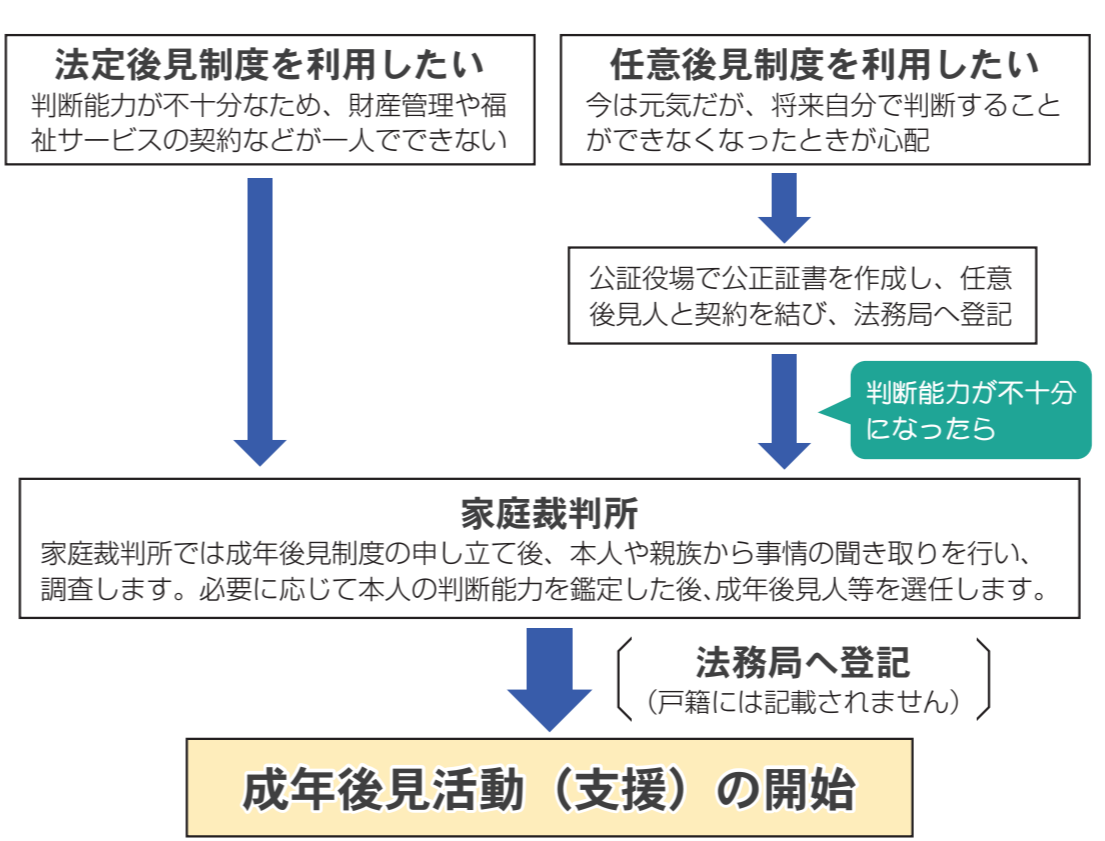 法定後見制度を利用したい
判断能力が不十分なため、財産管理や福
祉サービスの契約などが一人でできない
任意後見制度を利用したい
今は元気だが、将来自分で判断すること
ができなくなったときが心配
公証役場で公正証書を作成し、任意
後見人と契約を結び、法務局へ登記
判断能力が不十分
になったら
家庭裁判所
家庭裁判所では成年後見制度の申し立て後、本人や親族から事情の聞き取りを行い、
調査します。必要に応じて本人の判断能力を鑑定した後、成年後見人等を選任します。
法務局へ登記
（戸籍には記載されません）
成年後見活動（支援）の開始